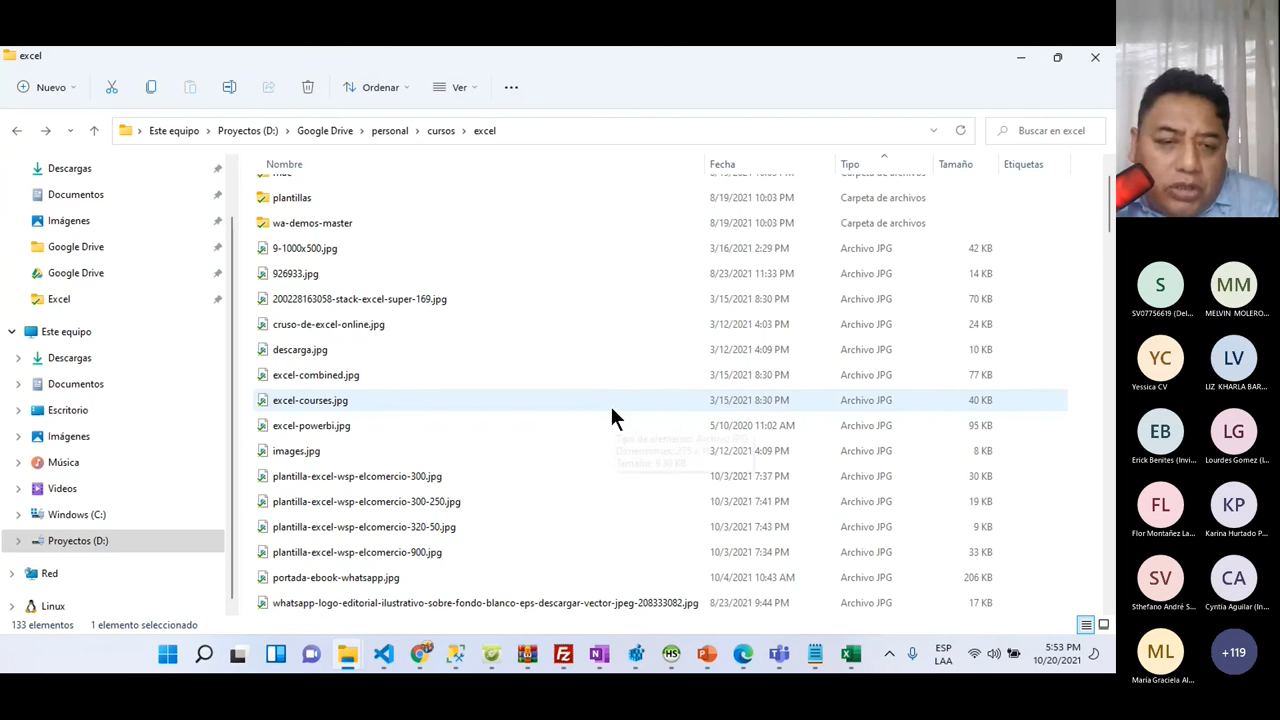 excel
Nuevo Ordenar Ver
Este equipo > Proyectos (D:) > Google Drive > personal > cursos > excel
Buscar en excel
Descargas
Documentos
Imágenes
Google Drive
Google Drive
Excel
Este equipo
Descargas
Documentos
Escritorio
Imágenes
Música
Videos
Windows (C:)
Proyectos (D:)
Red
Linux
Nombre Fecha Tipo Tamaño Etiquetas
plantillas 8/19/2021 10:03 PM Carpeta de archivos
wa-demos-master 8/19/2021 10:03 PM Carpeta de archivos
9-1000x500.jpg 3/16/2021 2:29 PM Archivo JPG 42 KB
926933.jpg 8/23/2021 11:33 PM Archivo JPG 14 KB
200228163058-stack-excel-super-169.jpg 3/15/2021 8:30 PM Archivo JPG 70 KB
cruso-de-excel-online.jpg 3/12/2021 4:03 PM Archivo JPG 24 KB
descarga.jpg 3/12/2021 4:09 PM Archivo JPG 10 KB
excel-combined.jpg 3/15/2021 8:30 PM Archivo JPG 77 KB
excel-courses.jpg 3/15/2021 8:30 PM Archivo JPG 40 KB
excel-powerbi.jpg 5/10/2020 11:02 AM Archivo JPG 95 KB
images.jpg 3/12/2021 4:09 PM Archivo JPG 8 KB
plantilla-excel-wsp-elcomercio-300.jpg 10/3/2021 7:37 PM Archivo JPG 30 KB
plantilla-excel-wsp-elcomercio-300-250.jpg 10/3/2021 7:41 PM Archivo JPG 19 KB
plantilla-excel-wsp-elcomercio-320-50.jpg 10/3/2021 7:43 PM Archivo JPG 9 KB
plantilla-excel-wsp-elcomercio-900.jpg 10/3/2021 7:34 PM Archivo JPG 33 KB
portada-ebook-whatsapp.jpg 10/4/2021 10:43 AM Archivo JPG 206 KB
whatsapp-logo-editorial-ilustrativo-sobre-fondo-blanco-eps-descargar-vector-jpeg-208333082.jpg 8/23/2021 9:44 PM Archivo JPG 17 KB
133 elementos 1 elemento seleccionado
ESP
LAA
5:53 PM
10/20/2021
S MM
SV07756619 (Del... MELVIN MOLERO...
YC LV
Yessica CV LIZ KHARLA BAR...
EB LG
Erick Benites (Invi... Lourdes Gomez (I...
FL KP
Flor Montañez La... Karina Hurtado P...
SV CA
Sthefano André S... Cyntia Aguilar (In...
ML +119
María Graciela Al...